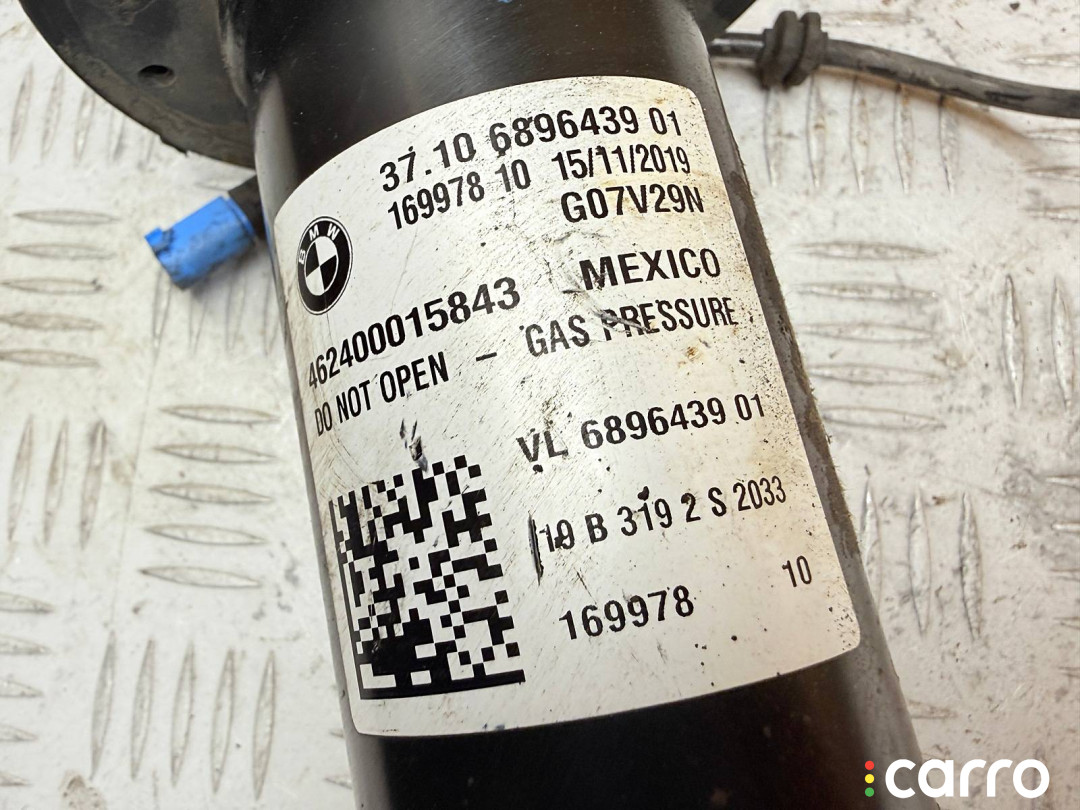 37.10 6896439 01
169978 10 15/11/2019
G07V29N
BMW
462400015843 MEXICO
DO NOT OPEN - GAS PRESSURE
VL 6896439 01
19 B 319 2 S 2033
169978 10
carro